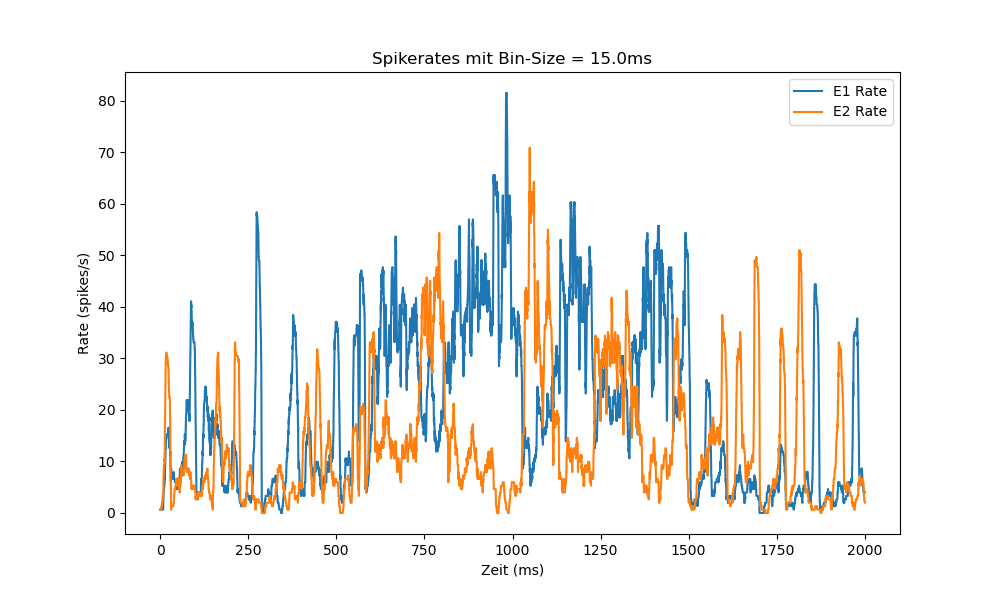 Spikerates mit Bin-Size = 15.0ms
E1 Rate
E2 Rate
80
70
60
50
40
30
20
10
0
Rate (spikes/s)
0 250 500 750 1000 1250 1500 1750 2000
Zeit (ms)